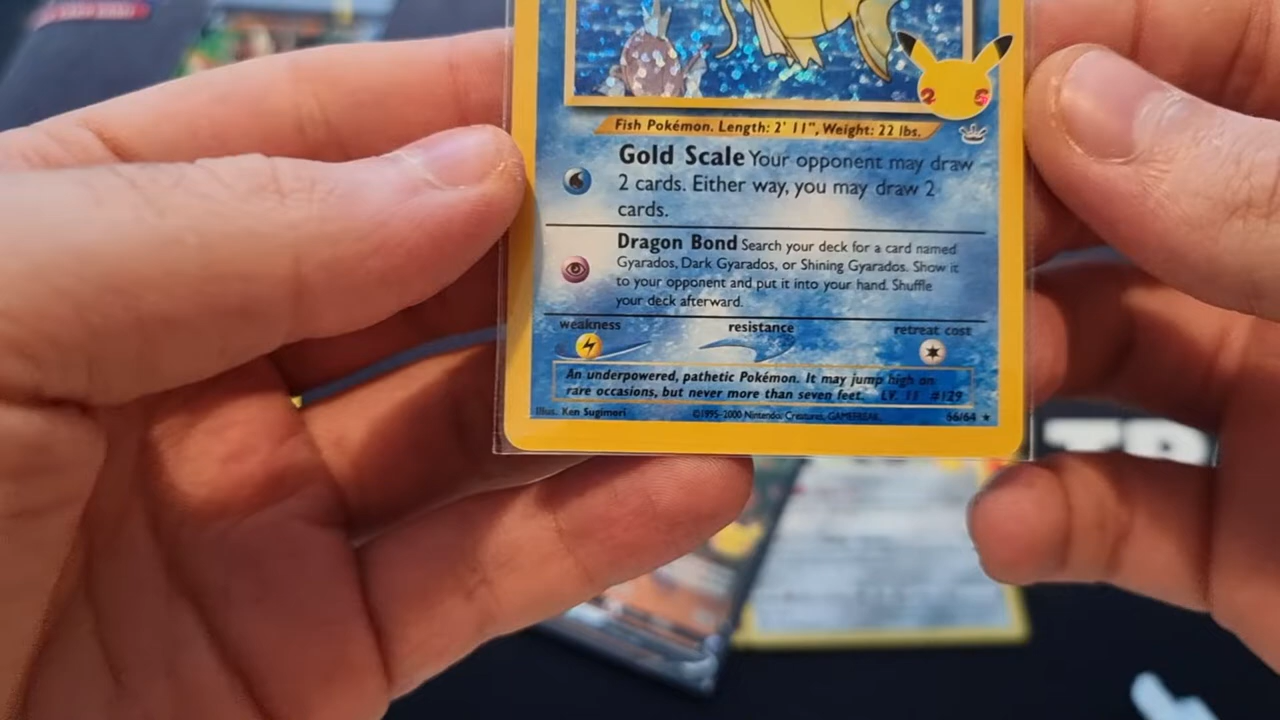 Fish Pokémon. Length: 2' 11", Weight: 22 lbs.
Gold Scale Your opponent may draw
2 cards. Either way, you may draw 2
cards.
Dragon Bond Search your deck for a card named
Gyarados, Dark Gyarados, or Shining Gyarados. Show it
to your opponent and put it into your hand. Shuffle
your deck afterward.
weakness resistance retreat cost
An underpowered, pathetic Pokémon. It may jump high on
rare occasions, but never more than seven feet. LV. 11 #129
Illus. Ken Sugimori ©1995-2000 Nintendo, Creatures, GAMEFREAK. 66/64 ★